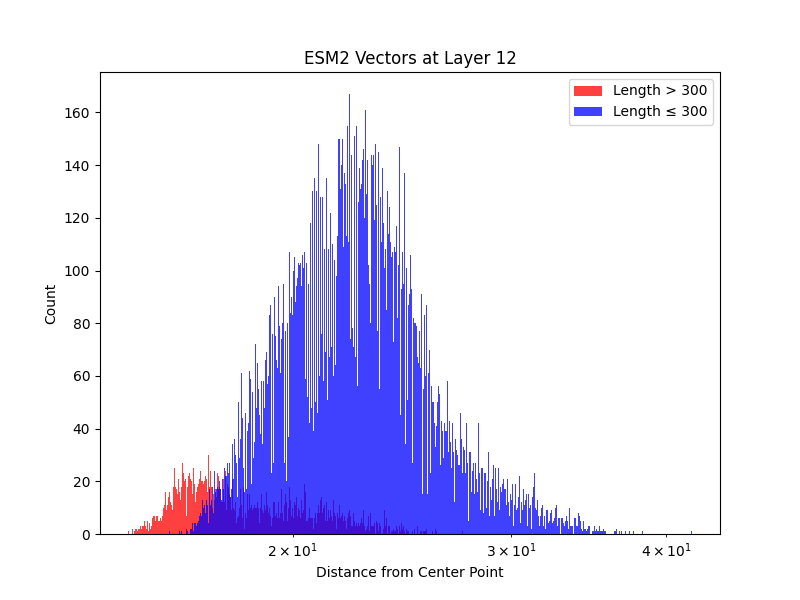 ESM2 Vectors at Layer 12
Length > 300
Length ≤ 300
160
140
120
100
80
60
40
20
0
Count
2 × 10¹
3 × 10¹
4 × 10¹
Distance from Center Point